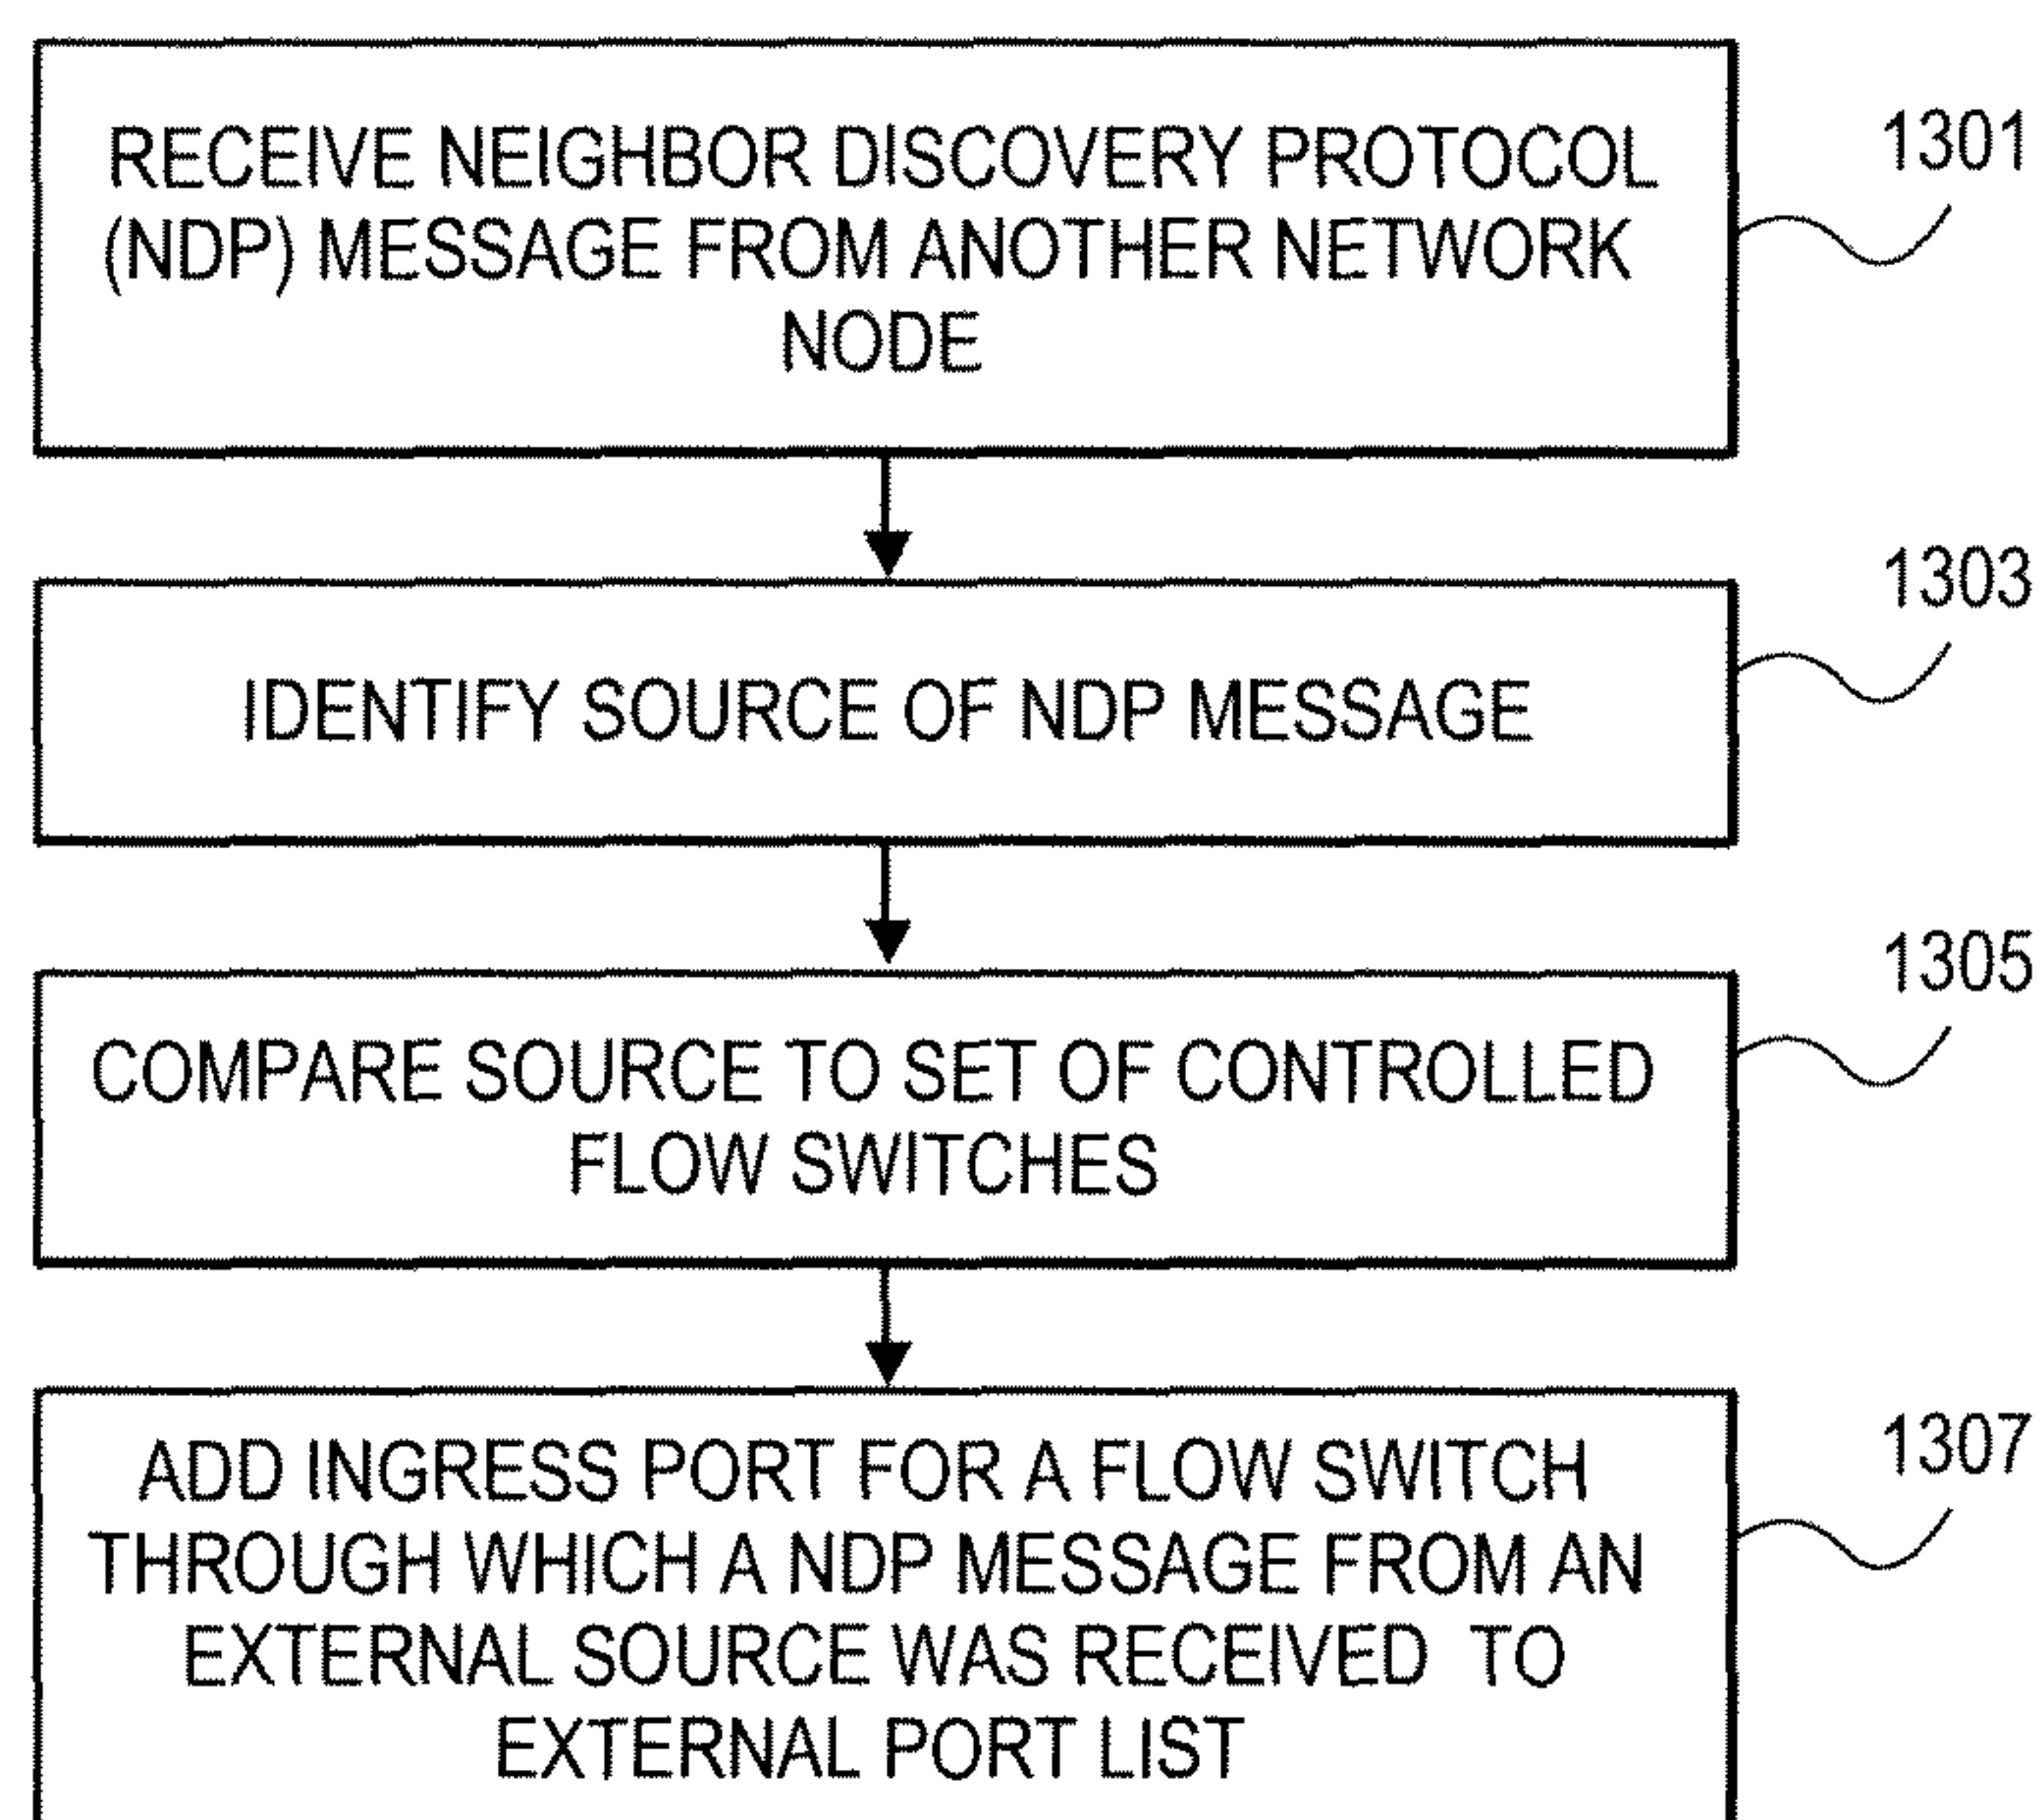 RECEIVE NEIGHBOR DISCOVERY PROTOCOL
(NDP) MESSAGE FROM ANOTHER NETWORK
NODE
1301
IDENTIFY SOURCE OF NDP MESSAGE
1303
COMPARE SOURCE TO SET OF CONTROLLED
FLOW SWITCHES
1305
ADD INGRESS PORT FOR A FLOW SWITCH
THROUGH WHICH A NDP MESSAGE FROM AN
EXTERNAL SOURCE WAS RECEIVED TO
EXTERNAL PORT LIST
1307